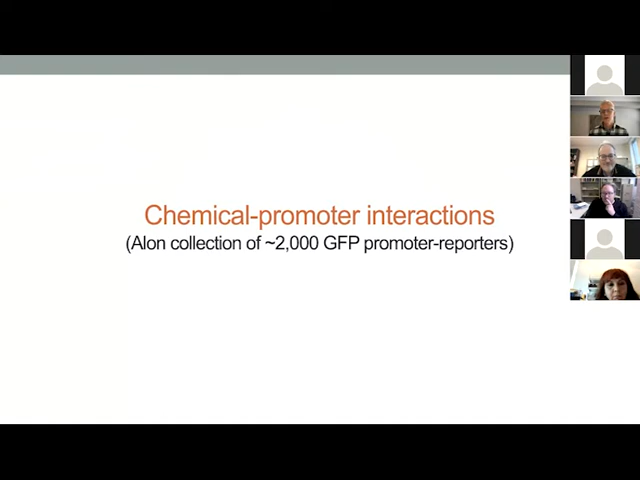 Chemical-promoter interactions
(Alon collection of ~2,000 GFP promoter-reporters)